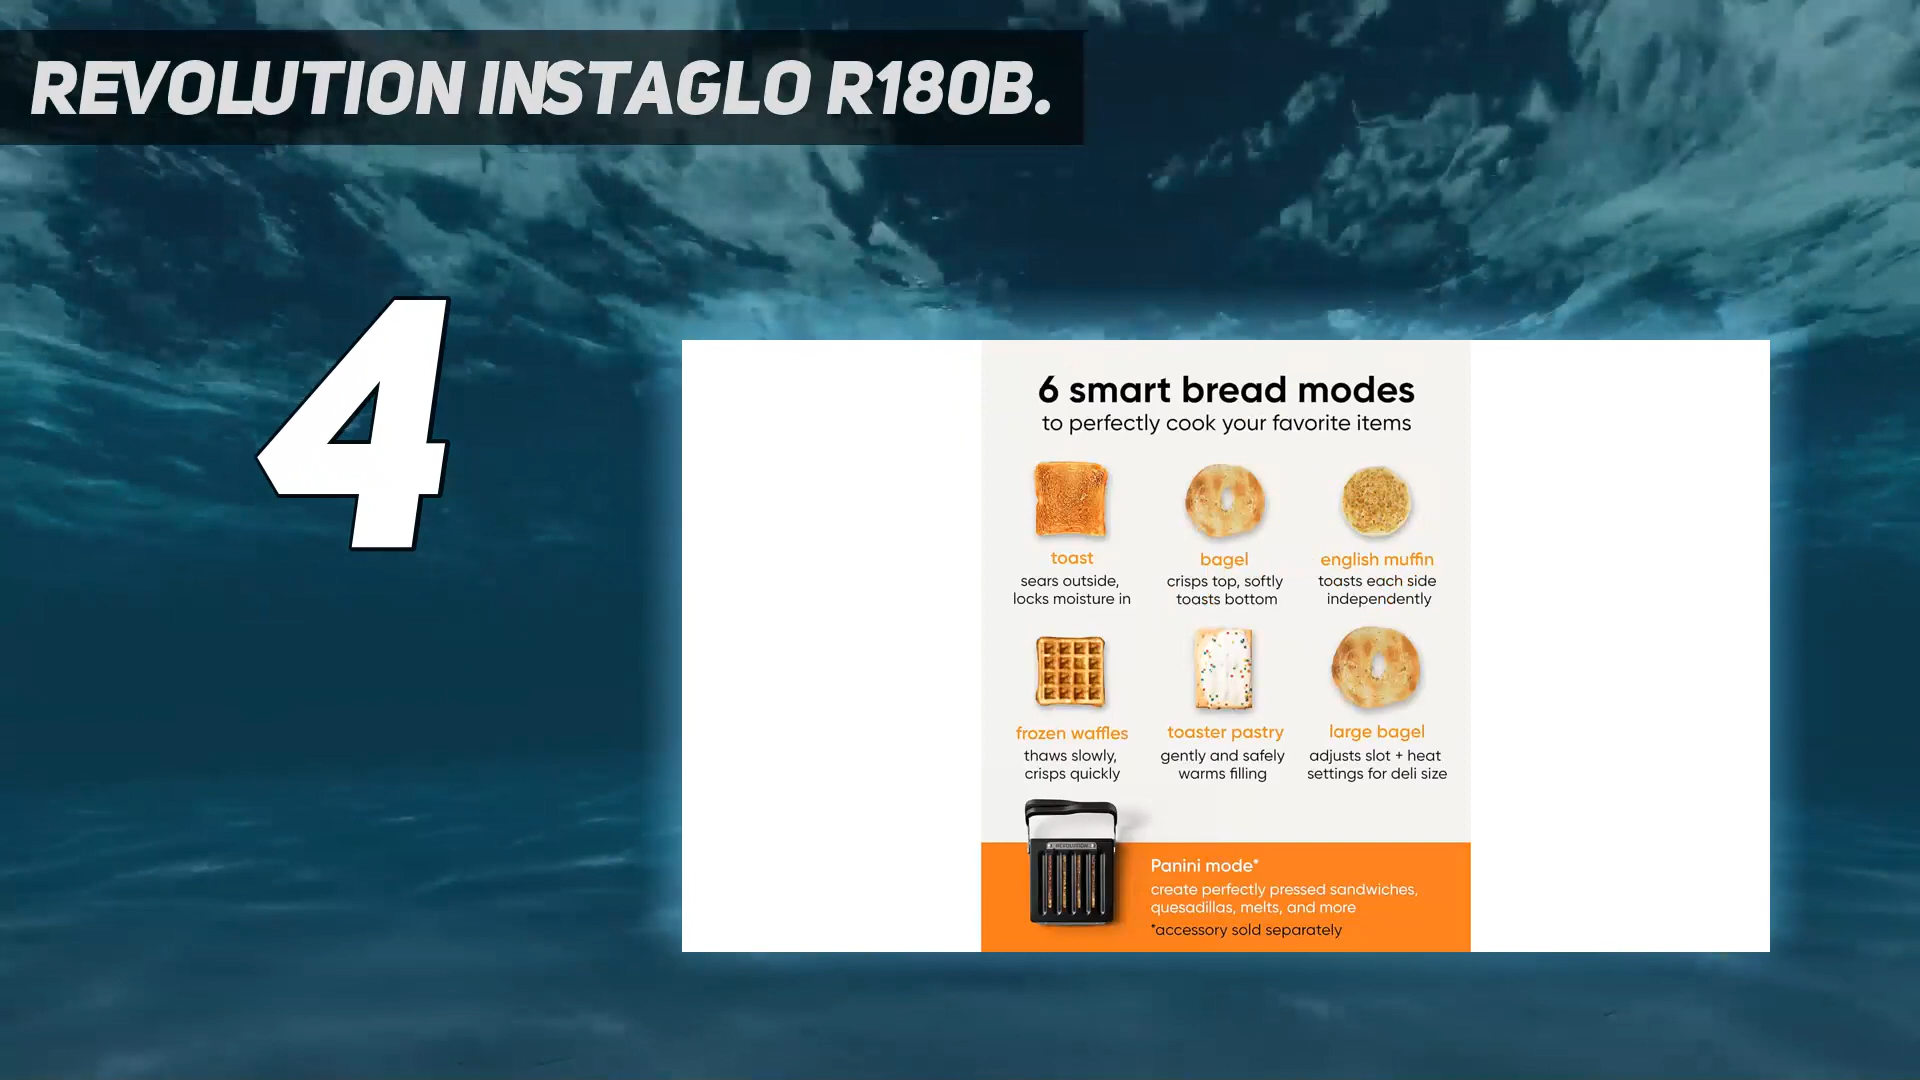 REVOLUTION INSTAGLO R180B.
4
6 smart bread modes
to perfectly cook your favorite items
toast
sears outside,
locks moisture in
bagel
crisps top, softly
toasts bottom
english muffin
toasts each side
independently
frozen waffles
thaws slowly,
crisps quickly
toaster pastry
gently and safely
warms filling
large bagel
adjusts slot + heat
settings for deli size
REVOLUTION
Panini mode*
create perfectly pressed sandwiches,
quesadillas, melts, and more
*accessory sold separately